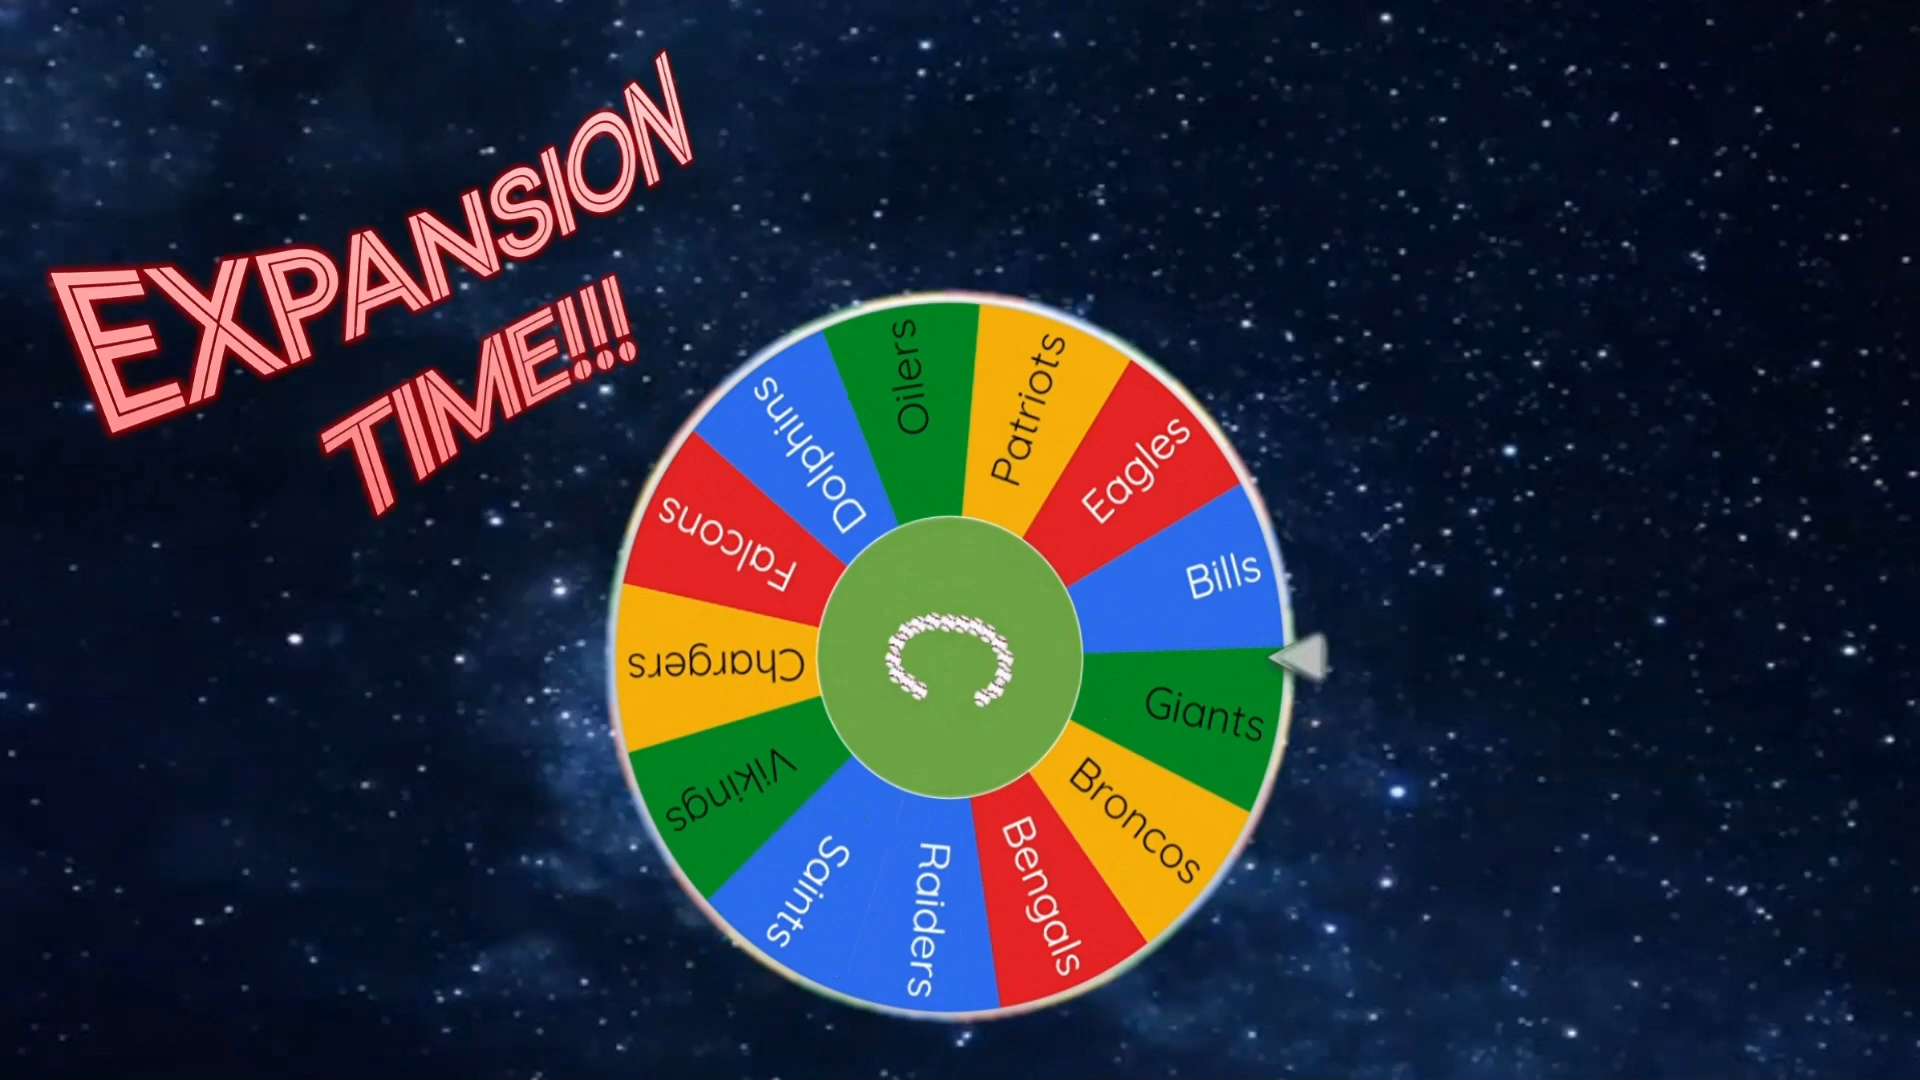 EXPANSION
TIME!!!
Oilers
Patriots
Eagles
Bills
Giants
Broncos
Bengals
Raiders
Saints
Vikings
Chargers
Falcons
Dolphins